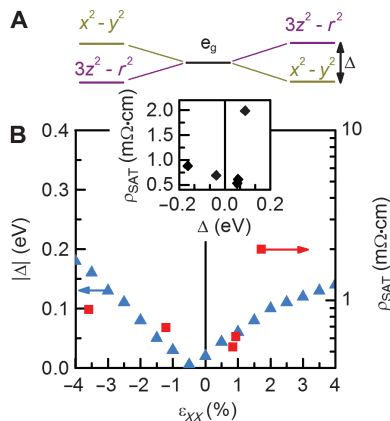 A
x² − y²
3z² − r²
e_g
3z² − r²
x² − y²
Δ
B
0.4
0.3
0.2
0.1
0.0
|Δ| (eV)
−4 −3 −2 −1 0 1 2 3 4
ε_XX (%)
10
1
ρ_SAT (mΩ·cm)
2.0
1.5
1.0
0.5
ρ_SAT (mΩ·cm)
-0.2 0.0 0.2
Δ (eV)